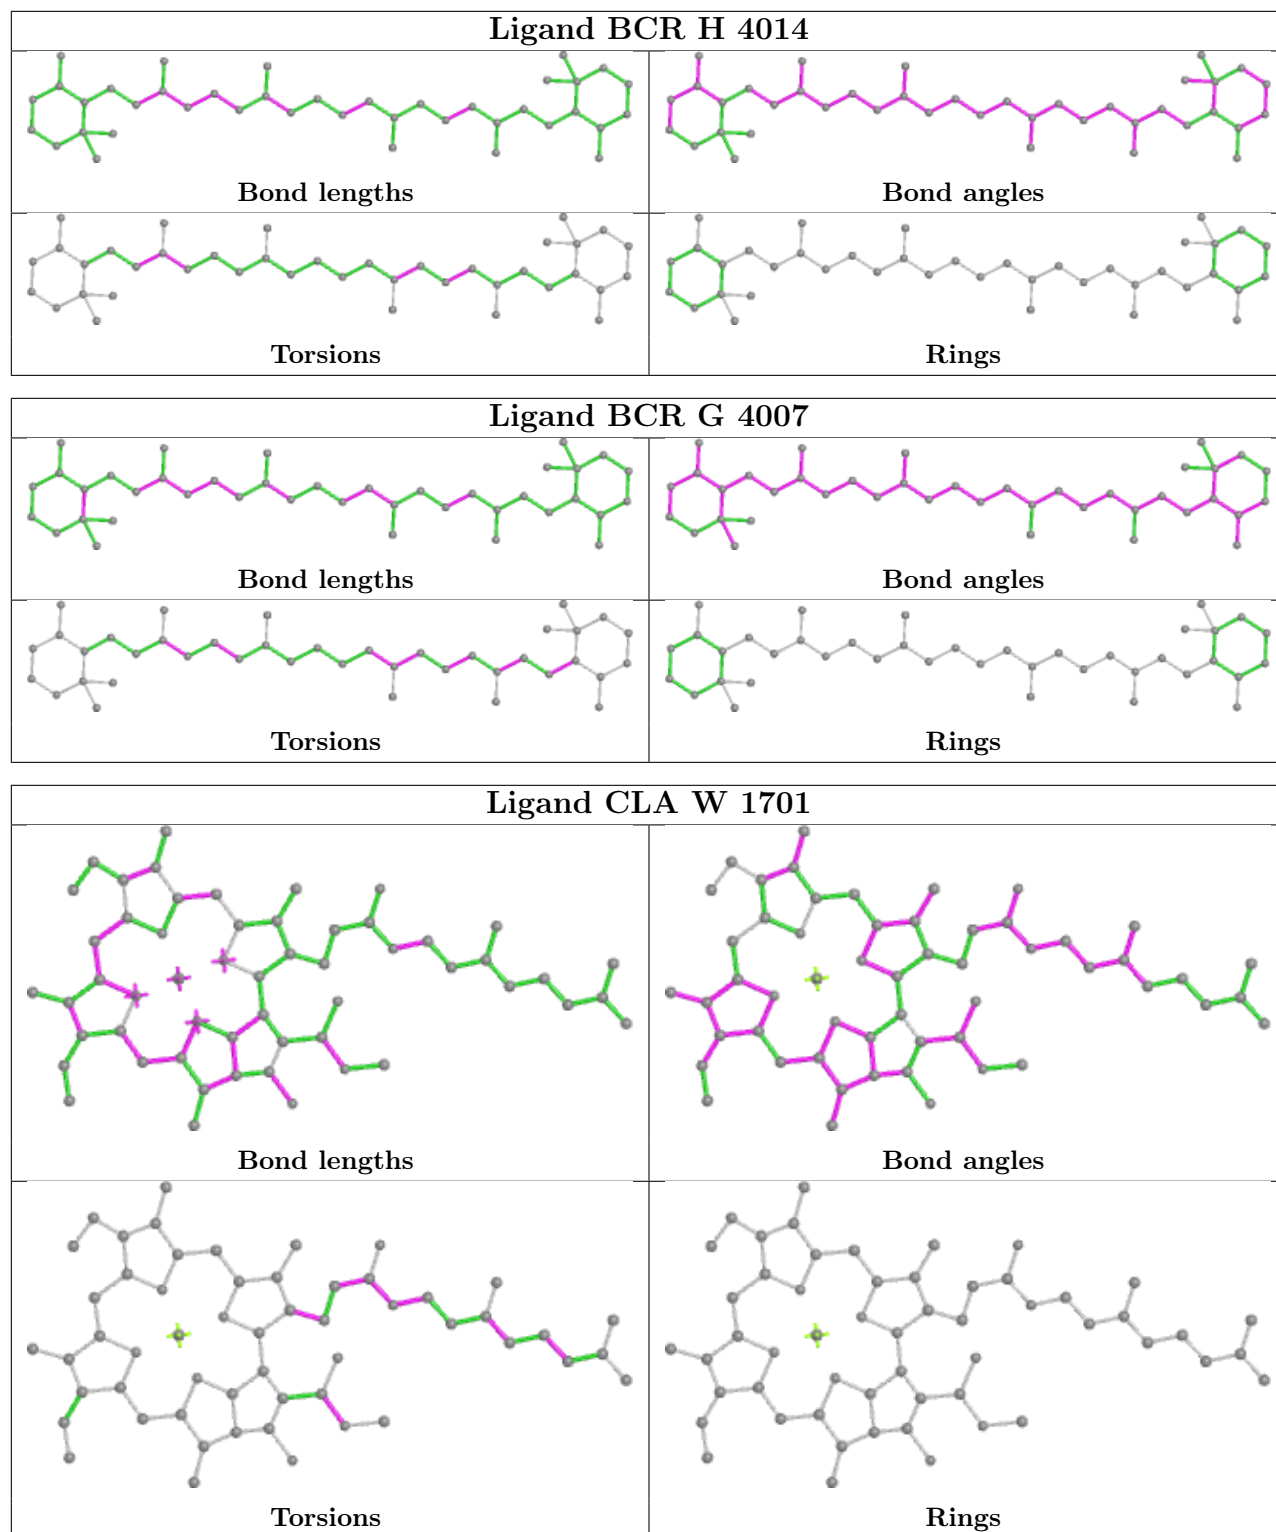 Ligand BCR H 4014
Bond lengths
Bond angles
Torsions
Rings
Ligand BCR G 4007
Bond lengths
Bond angles
Torsions
Rings
Ligand CLA W 1701
Bond lengths
Bond angles
Torsions
Rings